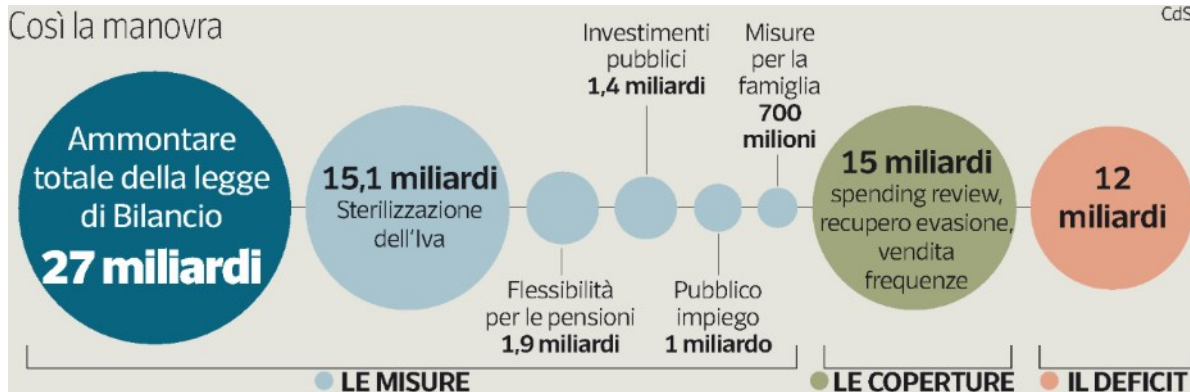 Così la manovra
CdS
Ammontare
totale della legge
di Bilancio
27 miliardi
15,1 miliardi
Sterilizzazione
dell'Iva
Flessibilità
per le pensioni
1,9 miliardi
Investimenti
pubblici
1,4 miliardi
Pubblico
impiego
1 miliardo
Misure
per la
famiglia
700
milioni
15 miliardi
spending review,
recupero evasione,
vendita
frequenze
12
miliardi
LE MISURE
LE COPERTURE
IL DEFICIT